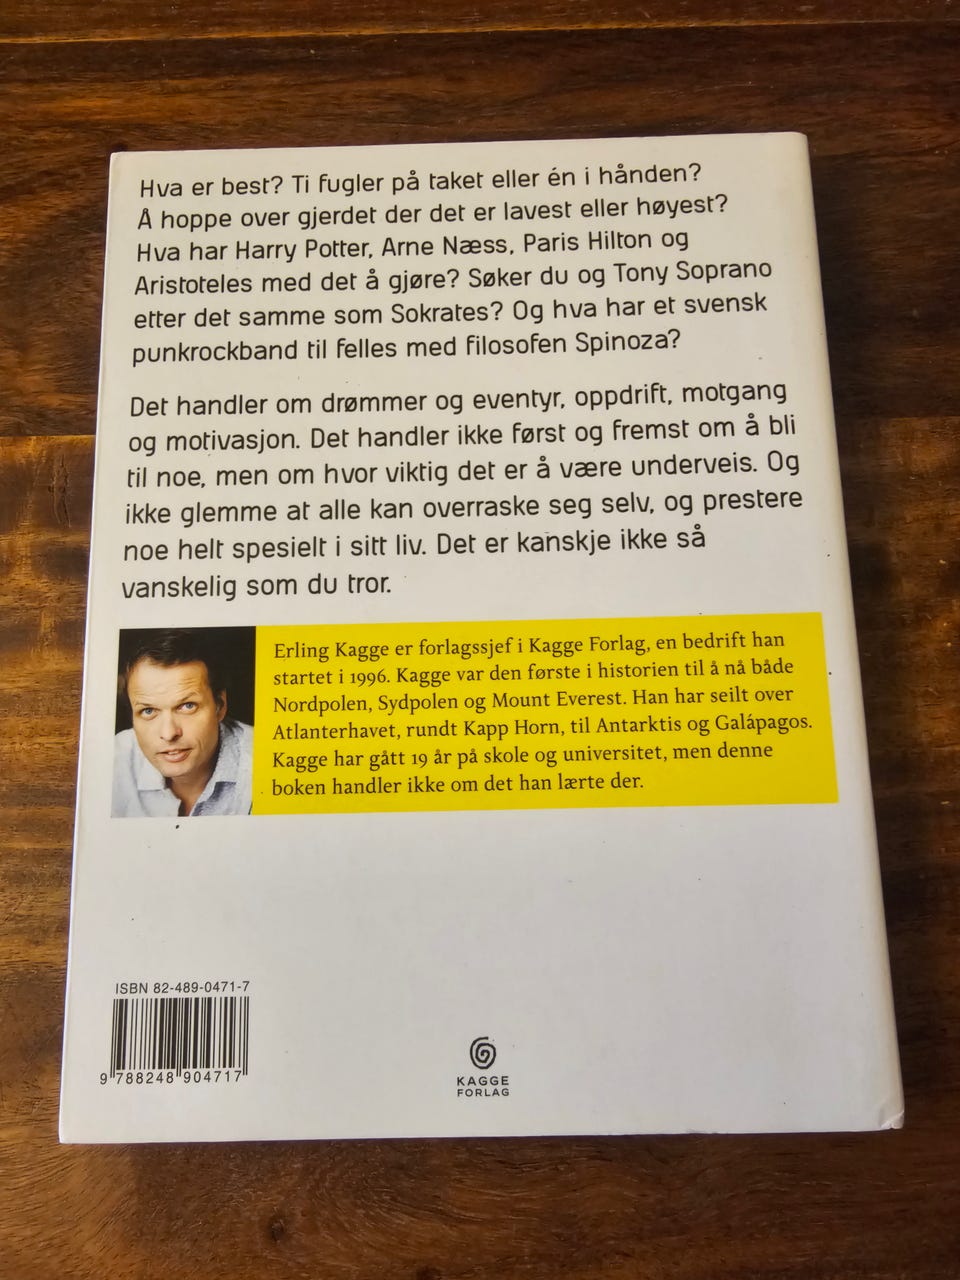 Hva er best? Ti fugler på taket eller én i hånden?
Å hoppe over gjerdet der det er lavest eller høyest?
Hva har Harry Potter, Arne Næss, Paris Hilton og
Aristoteles med det å gjøre? Søker du og Tony Soprano
etter det samme som Sokrates? Og hva har et svensk
punkrockband til felles med filosofen Spinoza?
Det handler om drømmer og eventyr, oppdrift, motgang
og motivasjon. Det handler ikke først og fremst om å bli
til noe, men om hvor viktig det er å være underveis. Og
ikke glemme at alle kan overraske seg selv, og prestere
noe helt spesielt i sitt liv. Det er kanskje ikke så
vanskelig som du tror.
Erling Kagge er forlagssjef i Kagge Forlag, en bedrift han
startet i 1996. Kagge var den første i historien til å nå både
Nordpolen, Sydpolen og Mount Everest. Han har seilt over
Atlanterhavet, rundt Kapp Horn, til Antarktis og Galápagos.
Kagge har gått 19 år på skole og universitet, men denne
boken handler ikke om det han lærte der.
ISBN 82-489-0471-7
9 788248 904717
KAGGE
FORLAG